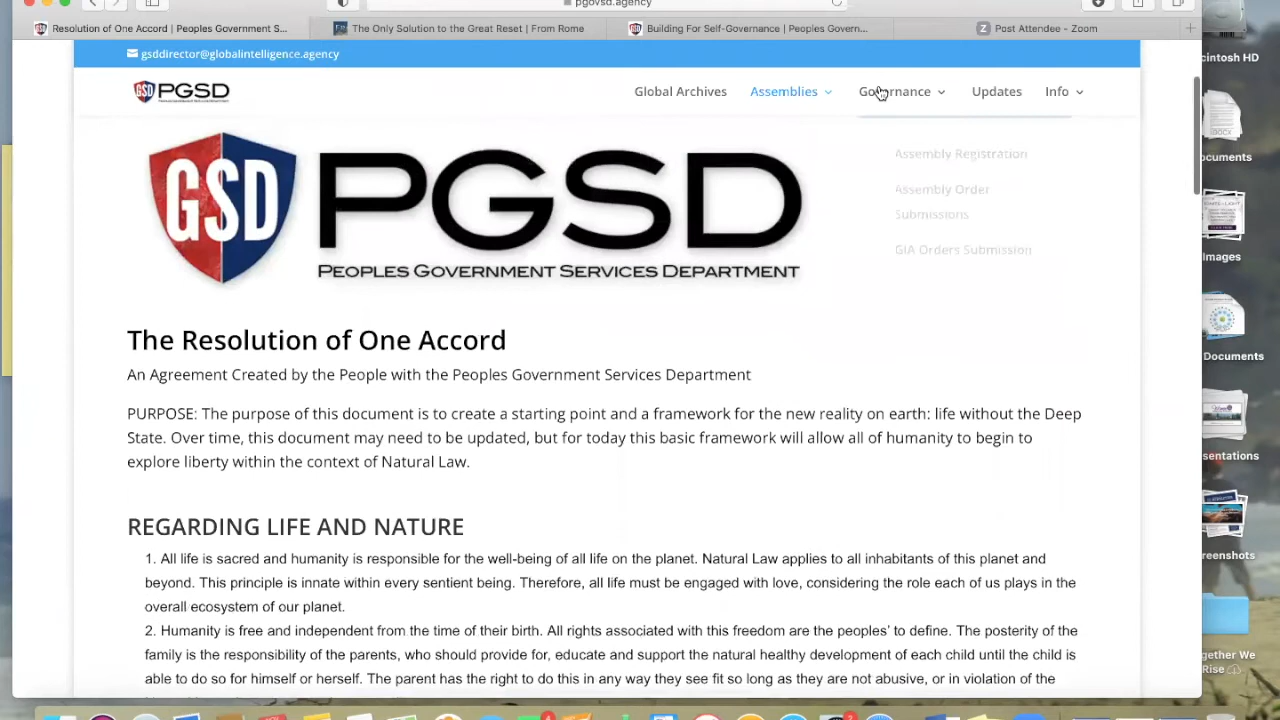 pgovsd.agency
Resolution of One Accord | Peoples Government S...
The Only Solution to the Great Reset | From Rome
Building For Self-Governance | Peoples Govern...
Z Post Attendee - Zoom
gsddirector@globalintelligence.agency
GSD PGSD
Global Archives Assemblies Governance Updates Info
GSD PGSD
PEOPLES GOVERNMENT SERVICES DEPARTMENT
Assembly Registration
Assembly Order
Submissions
GIA Orders Submission
The Resolution of One Accord
An Agreement Created by the People with the Peoples Government Services Department
PURPOSE: The purpose of this document is to create a storting point and a framework for the new reality on earth: life without the Deep
State. Over time, this document may need to be updated, but for today this basic framework will allow all of humanity to begin to
explore liberty within the context of Natural Law.
REGARDING LIFE AND NATURE
1. All life is sacred and humanity is responsible for the well-being of all life on the planet. Natural Law applies to all inhabitants of this planet and
beyond. This principle is innate within every sentient being. Therefore, all life must be engaged with love, considering the role each of us plays in the
overall ecosystem of our planet.
2. Humanity is free and independent from the time of their birth. All rights associated with this freedom are the peoples' to define. The posterity of the
family is the responsibility of the parents, who should provide for, educate and support the natural healthy development of each child until the child is
able to do so for himself or herself. The parent has the right to do this in any way they see fit so long as they are not abusive, or in violation of the
cintosh HD
DOCX
ocuments
Images
Documents
sentations
reenshots
gether We
Rise